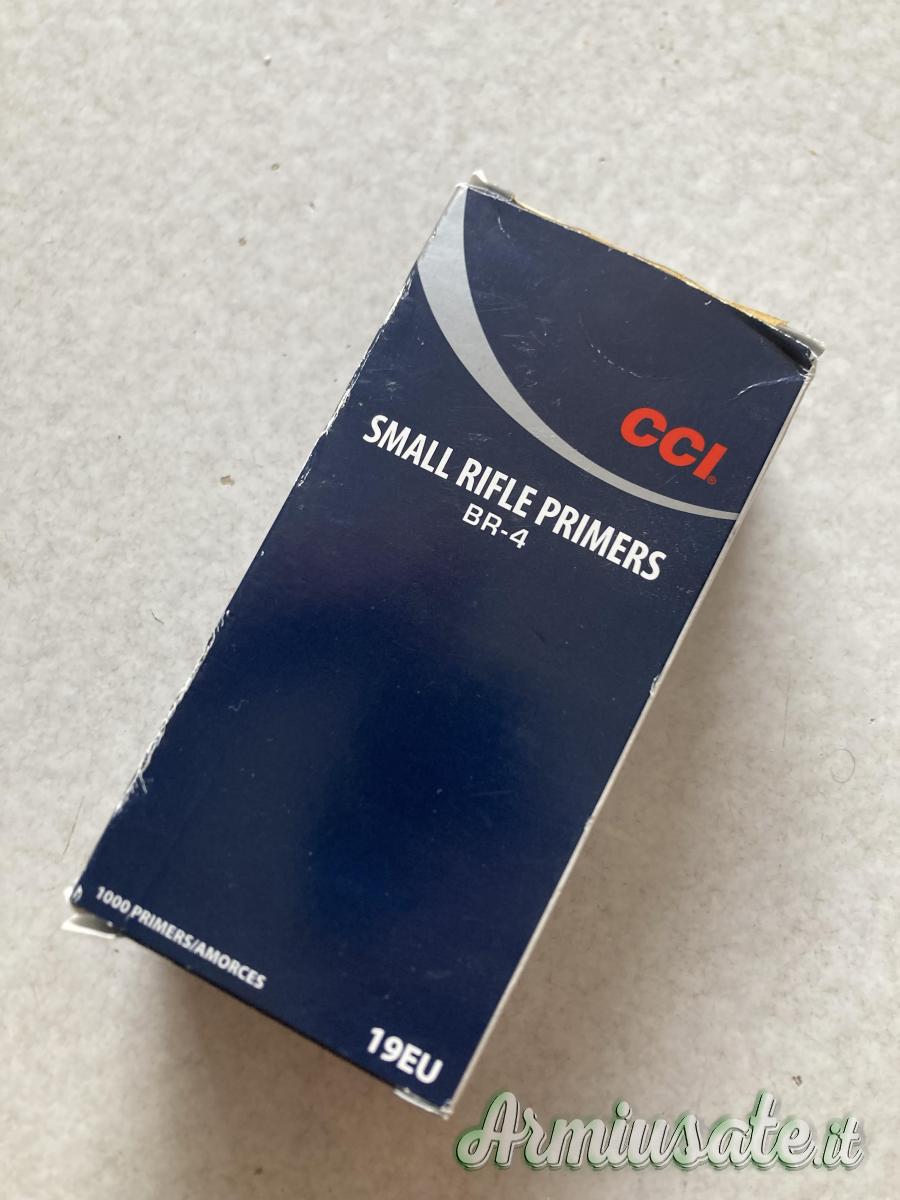 CCI®
SMALL RIFLE PRIMERS
BR-4
1000 PRIMERS/AMORCES
19EU
Armiusate.it